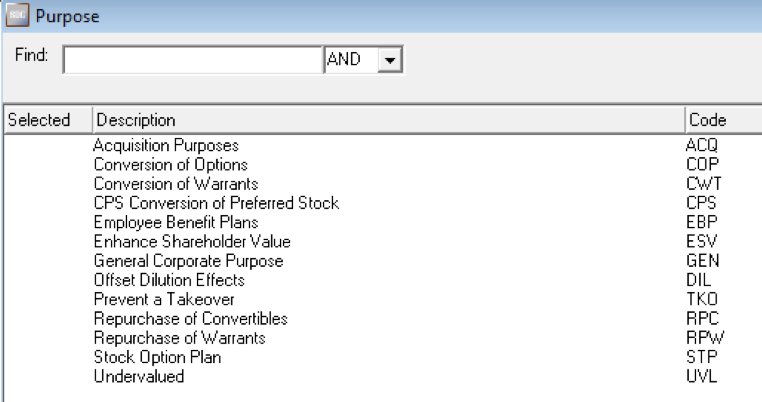 SDC Purpose
Find: AND
Selected Description Code
Acquisition Purposes ACQ
Conversion of Options COP
Conversion of Warrants CWT
CPS Conversion of Preferred Stock CPS
Employee Benefit Plans EBP
Enhance Shareholder Value ESV
General Corporate Purpose GEN
Offset Dilution Effects DIL
Prevent a Takeover TKO
Repurchase of Convertibles RPC
Repurchase of Warrants RPW
Stock Option Plan STP
Undervalued UVL